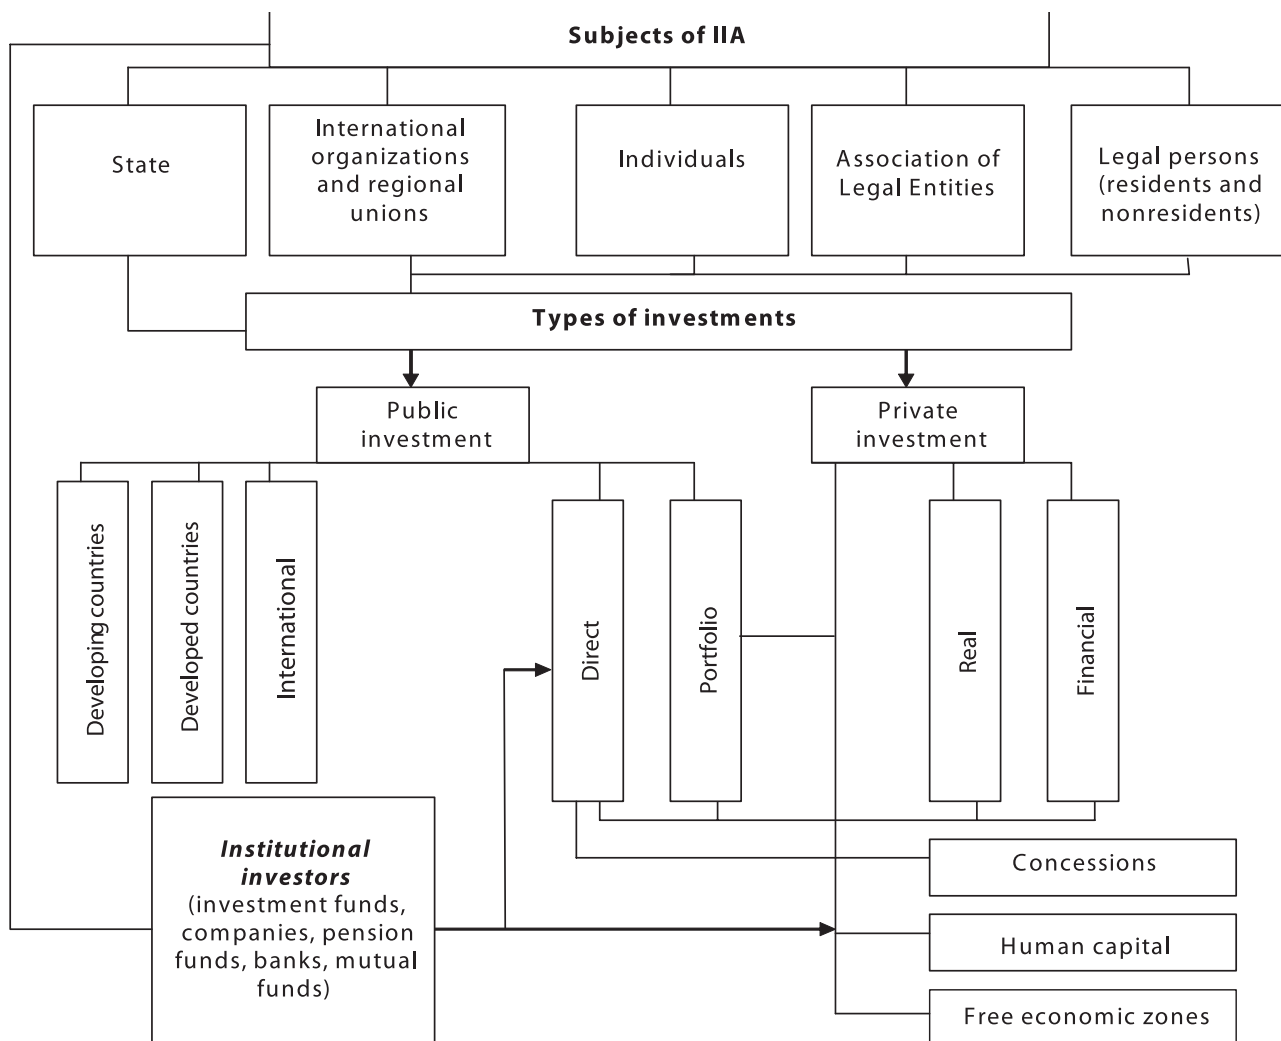 Subjects of IIA
State
International
organizations
and regional
unions
Individuals
Association of
Legal Entities
Legal persons
(residents and
nonresidents)
Types of investments
Public
investment
Private
investment
Developing countries
Developed countries
International
Direct
Portfolio
Real
Financial
Institutional
investors
(investment funds,
companies, pension
funds, banks, mutual
funds)
Concessions
Human capital
Free economic zones